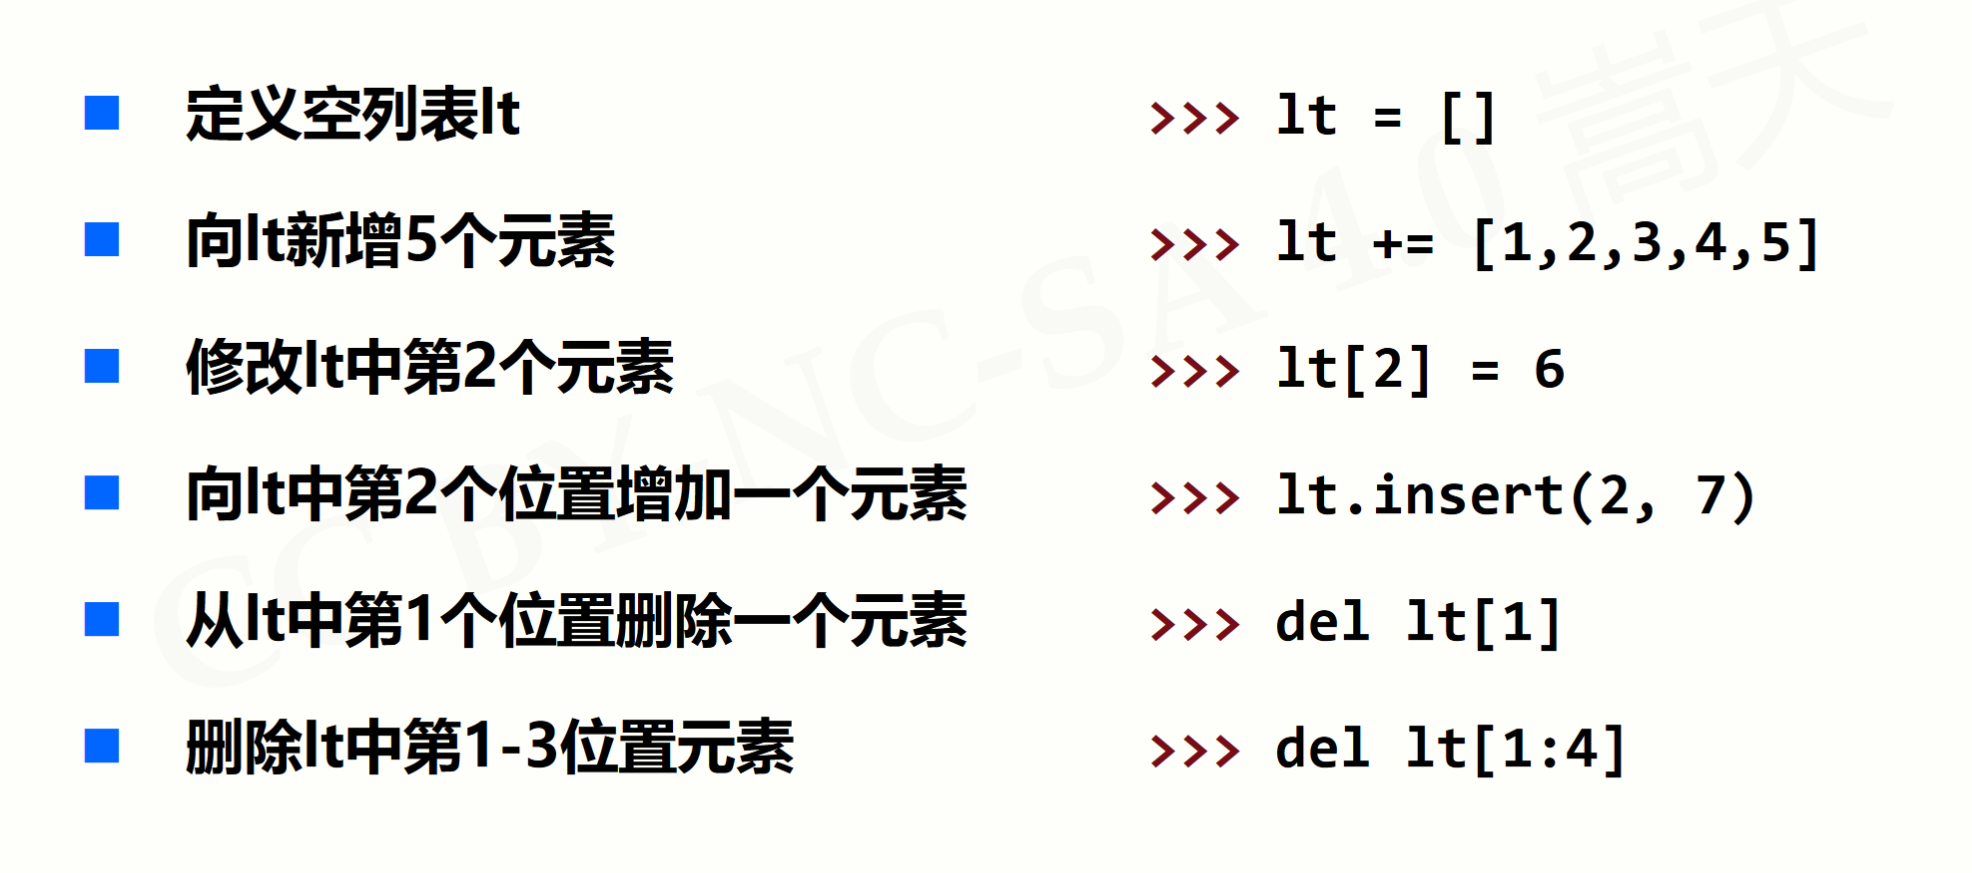 定义空列表lt >>> lt = []
向lt新增5个元素 >>> lt += [1,2,3,4,5]
修改lt中第2个元素 >>> lt[2] = 6
向lt中第2个位置增加一个元素 >>> lt.insert(2, 7)
从lt中第1个位置删除一个元素 >>> del lt[1]
删除lt中第1-3位置元素 >>> del lt[1:4]
CC BY-NC-SA 4.0 嵩天